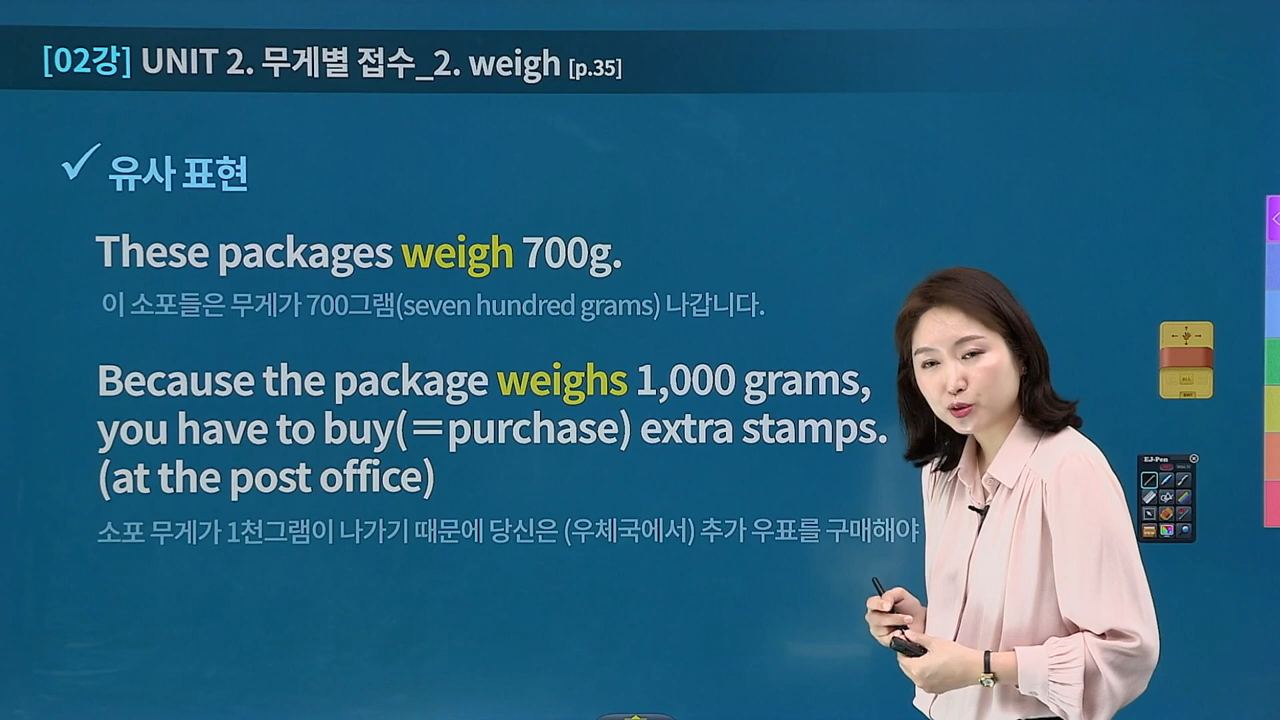 [02강] UNIT 2. 무게별 접수_2. weigh [p.35]
✓ 유사 표현
These packages weigh 700g.
이 소포들은 무게가 700그램(seven hundred grams) 나갑니다.
Because the package weighs 1,000 grams,
you have to buy(=purchase) extra stamps.
(at the post office)
소포 무게가 1천그램이 나가기 때문에 당신은 (우체국에서) 추가 우표를 구매해야
EJ-Pen
ALL